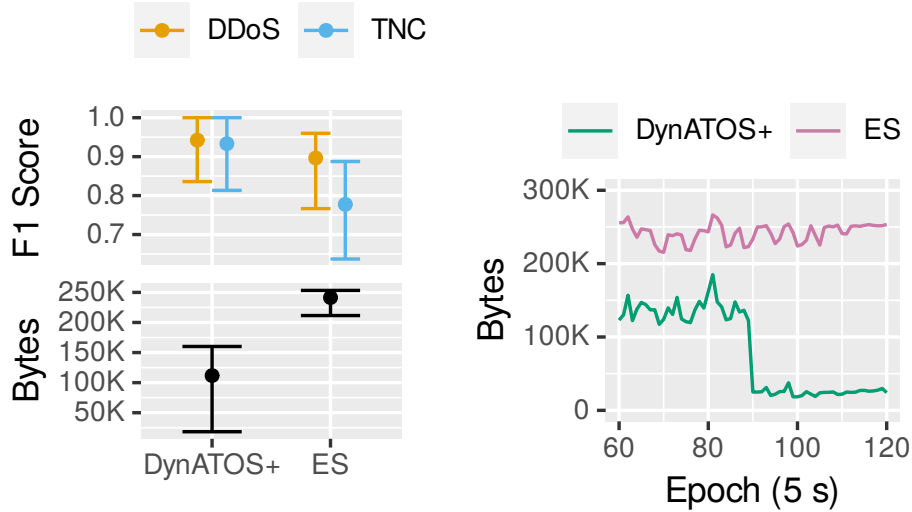 DDoS TNC
F1 Score
1.0
0.9
0.8
0.7
Bytes
250K
200K
150K
100K
50K
DynATOS+ ES
DynATOS+ ES
Bytes
300K
200K
100K
0
60 80 100 120
Epoch (5 s)